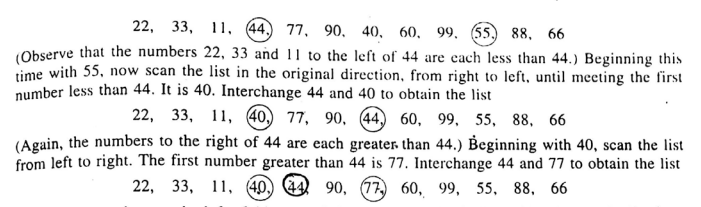 22, 33, 11, 44, 77, 90, 40, 60, 99, 55, 88, 66
(Observe that the numbers 22, 33 and 11 to the left of 44 are each less than 44.) Beginning this
time with 55, now scan the list in the original direction, from right to left, until meeting the first
number less than 44. It is 40. Interchange 44 and 40 to obtain the list
22, 33, 11, 40, 77, 90, 44, 60, 99, 55, 88, 66
(Again, the numbers to the right of 44 are each greater than 44.) Beginning with 40, scan the list
from left to right. The first number greater than 44 is 77. Interchange 44 and 77 to obtain the list
22, 33, 11, 40, 44, 90, 77, 60, 99, 55, 88, 66